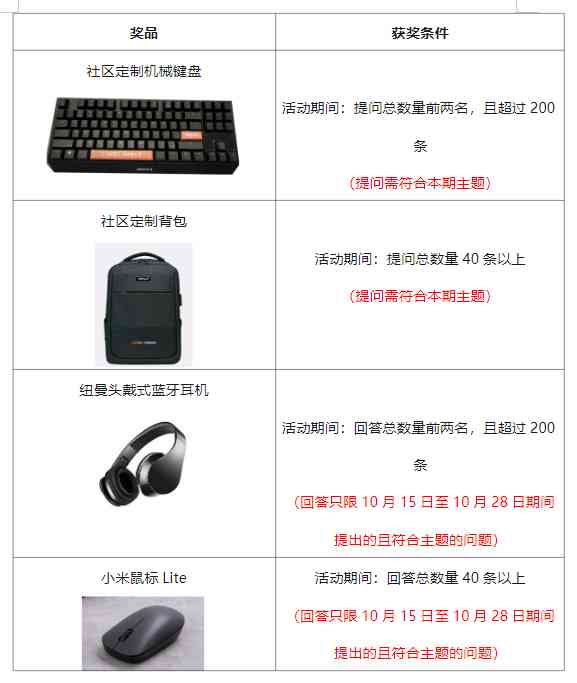 奖品
获奖条件
社区定制机械键盘
活动期间：提问总数量前两名，且超过 200
条
（提问需符合本期主题）
社区定制背包
活动期间：提问总数量 40 条以上
（提问需符合本期主题）
纽曼头戴式蓝牙耳机
活动期间：回答总数量前两名，且超过 200
条
（回答只限 10 月 15 日至 10 月 28 日期间
提出的且符合主题的问题）
小米鼠标 Lite
活动期间：回答总数量 40 条以上
（回答只限 10 月 15 日至 10 月 28 日期间
提出的且符合主题的问题）